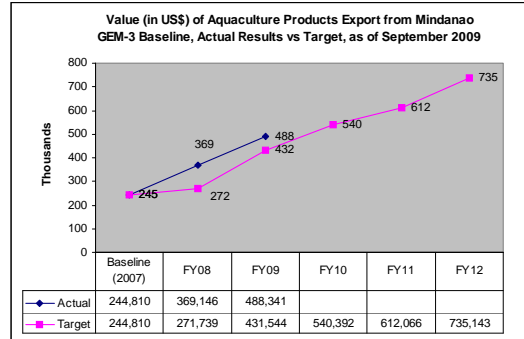 Value (in US$) of Aquaculture Products Export from Mindanao
GEM-3 Baseline, Actual Results vs Target, as of September 2009
Thousands
800
700
600
500
400
300
200
100
0
245
369
272
488
432
540
612
735
Baseline (2007) FY08 FY09 FY10 FY11 FY12
Actual 244,810 369,146 488,341
Target 244,810 271,739 431,544 540,392 612,066 735,143